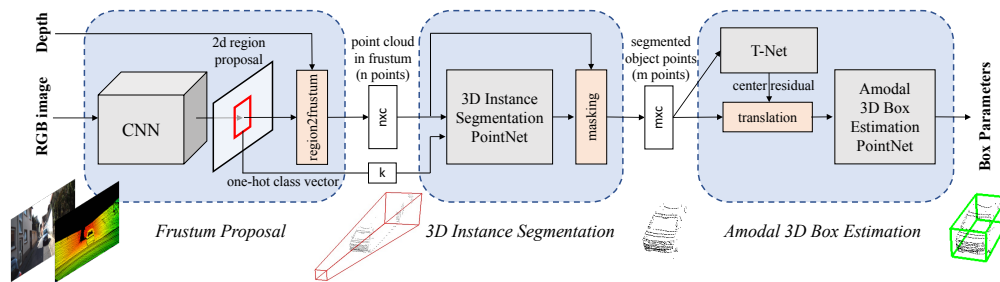 Depth
RGB image
CNN
2d region
proposal
region2frustum
one-hot class vector
Frustum Proposal
point cloud
in frustum
(n points)
nxc
k
3D Instance
Segmentation
PointNet
masking
3D Instance Segmentation
segmented
object points
(m points)
mxc
T-Net
center residual
translation
Amodal
3D Box
Estimation
PointNet
Amodal 3D Box Estimation
Box Parameters